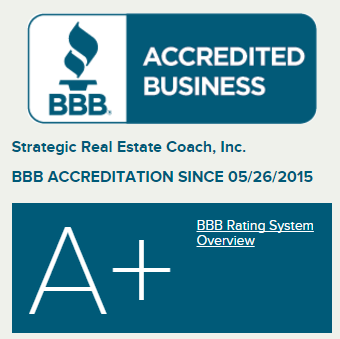 ACCREDITED
BUSINESS
BBB.
Strategic Real Estate Coach, Inc.
BBB ACCREDITATION SINCE 05/26/2015
A+
BBB Rating System
Overview